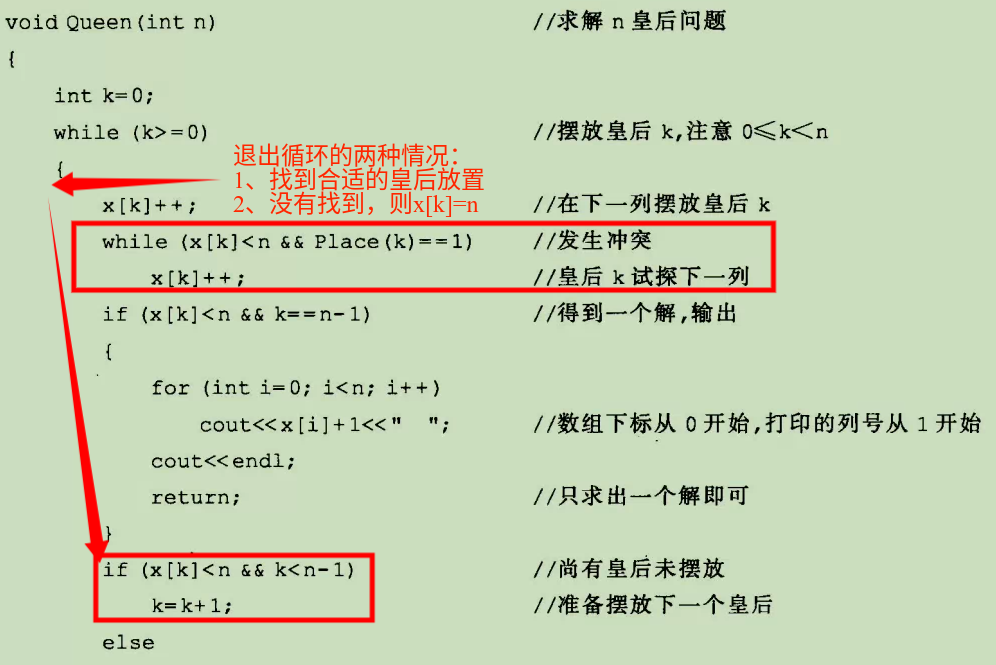 void Queen(int n) //求解 n 皇后问题
{
int k=0;
while (k>=0) //摆放皇后 k,注意 0≤k<n
{
退出循环的两种情况：
1、找到合适的皇后放置
2、没有找到，则x[k]=n
x[k]++; //在下一列摆放皇后 k
while (x[k]<n && Place(k)==1) //发生冲突
x[k]++; //皇后 k 试探下一列
if (x[k]<n && k==n-1) //得到一个解,输出
{
for (int i=0; i<n; i++)
cout<<x[i]+1<<" "; //数组下标从 0 开始,打印的列号从 1 开始
cout<<endl;
return; //只求出一个解即可
}
if (x[k]<n && k<n-1) //尚有皇后未摆放
k=k+1; //准备摆放下一个皇后
else